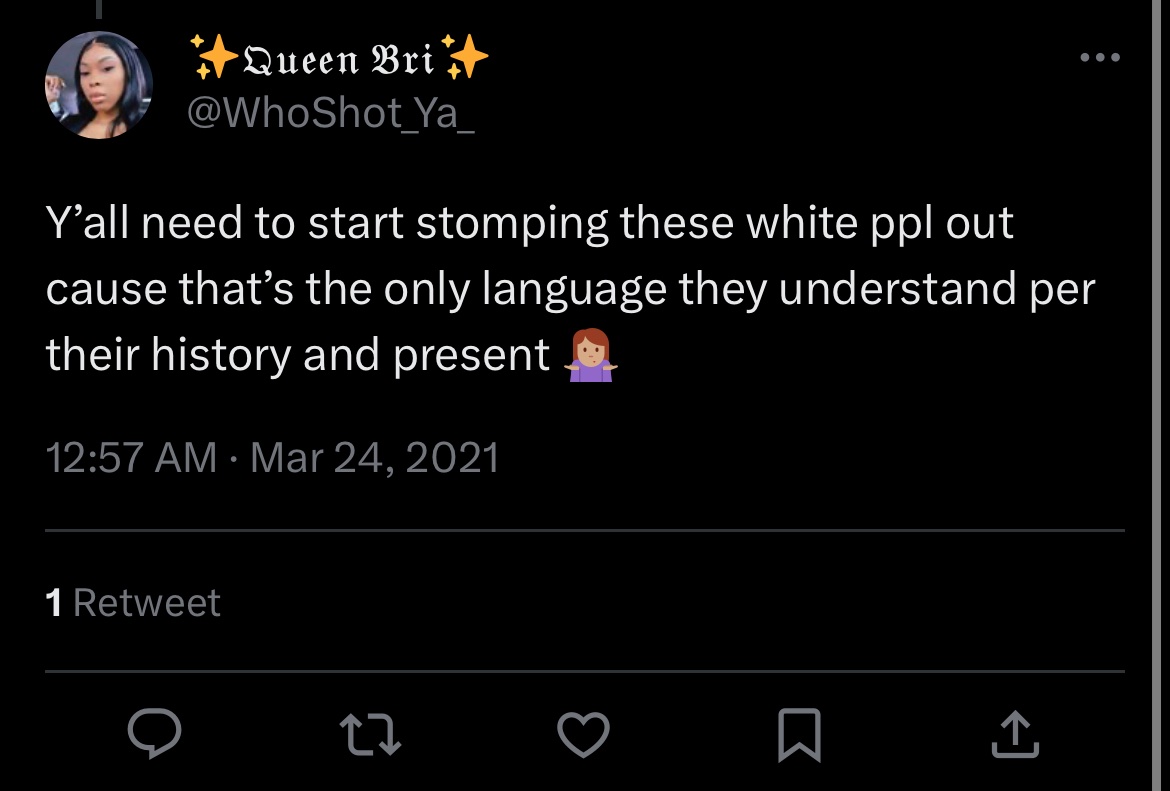 ✨𝕼𝖚𝖊𝖊𝖓 𝕭𝖗𝖎✨
@WhoShot_Ya_
Y’all need to start stomping these white ppl out
cause that’s the only language they understand per
their history and present 🤷🏽‍♀️
12:57 AM · Mar 24, 2021
1 Retweet